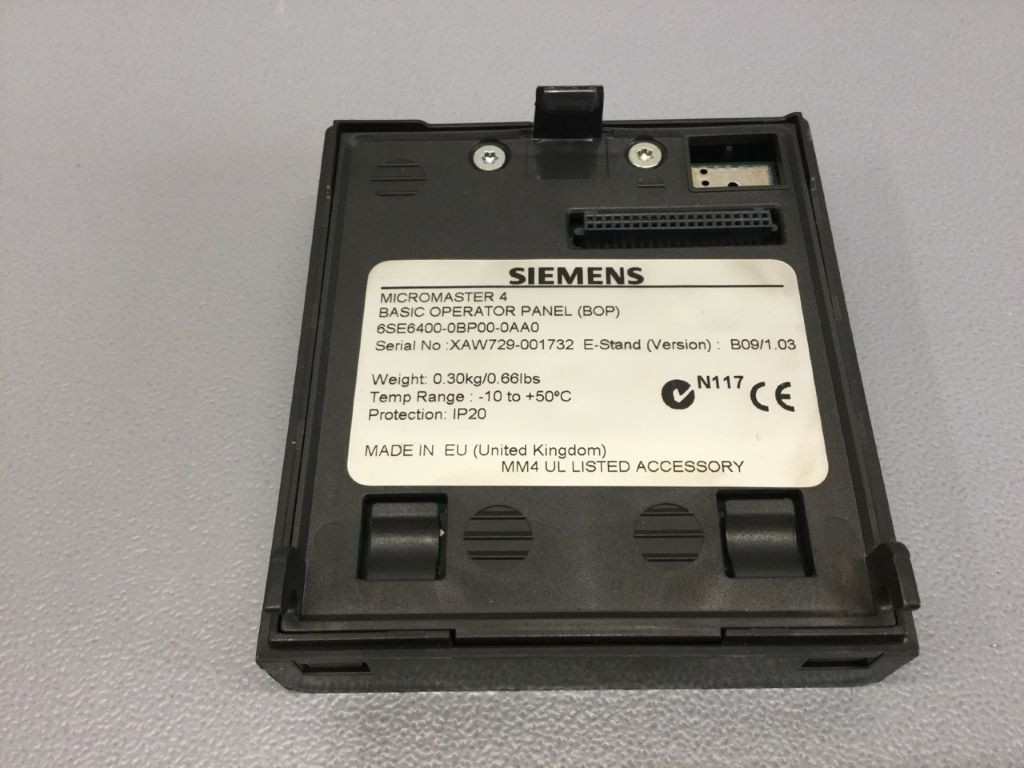 SIEMENS
MICROMASTER 4
BASIC OPERATOR PANEL (BOP)
6SE6400-0BP00-0AA0
Serial No :XAW729-001732 E-Stand (Version) : B09/1.03
Weight: 0.30kg/0.66lbs
Temp Range : -10 to +50°C
Protection: IP20
N117 CE
MADE IN EU (United Kingdom)
MM4 UL LISTED ACCESSORY